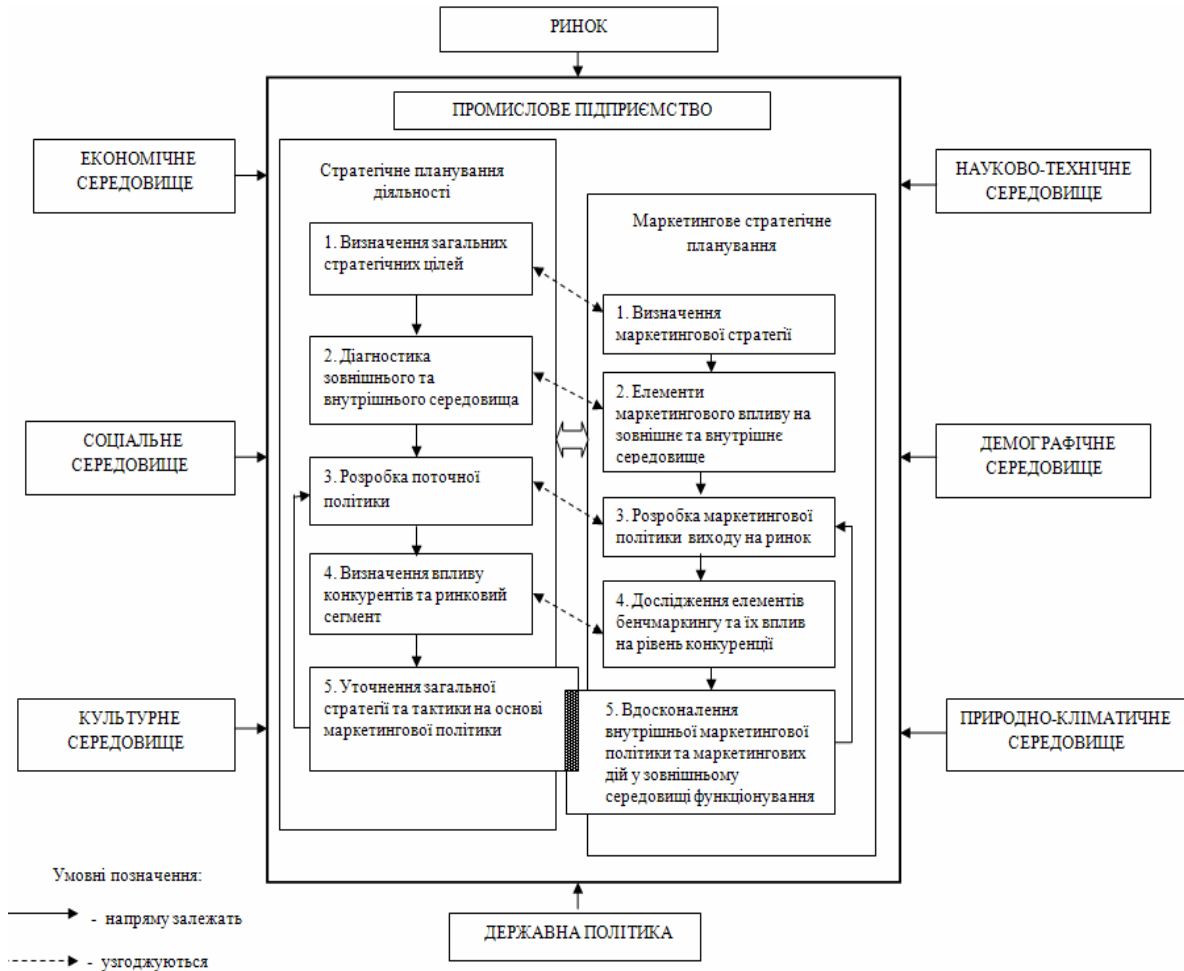 РИНОК
ПРОМИСЛОВЕ ПІДПРИЄМСТВО
ЕКОНОМІЧНЕ
СЕРЕДОВИЩЕ
СОЦІАЛЬНЕ
СЕРЕДОВИЩЕ
КУЛЬТУРНЕ
СЕРЕДОВИЩЕ
Стратегічне планування
діяльності
1. Визначення загальних
стратегічних цілей
2. Діагностика
зовнішнього та
внутрішнього середовища
3. Розробка поточної
політики
4. Визначення впливу
конкурентів та ринковий
сегмент
5. Уточнення загальної
стратегії та тактики на основі
маркетингової політики
Маркетингове стратегічне
планування
1. Визначення
маркетингової стратегії
2. Елементи
маркетингового впливу на
зовнішнє та внутрішнє
середовище
3. Розробка маркетингової
політики виходу на ринок
4. Дослідження елементів
бенчмаркингу та їх вплив
на рівень конкуренції
5. Вдосконалення
внутрішньої маркетингової
політики та маркетингових
дій у зовнішньому
середовищі функціонування
НАУКОВО-ТЕХНІЧНЕ
СЕРЕДОВИЩЕ
ДЕМОГРАФІЧНЕ
СЕРЕДОВИЩЕ
ПРИРОДНО-КЛІМАТИЧНЕ
СЕРЕДОВИЩЕ
ДЕРЖАВНА ПОЛІТИКА
Умовні позначення:
- напряму залежать
- узгоджуються